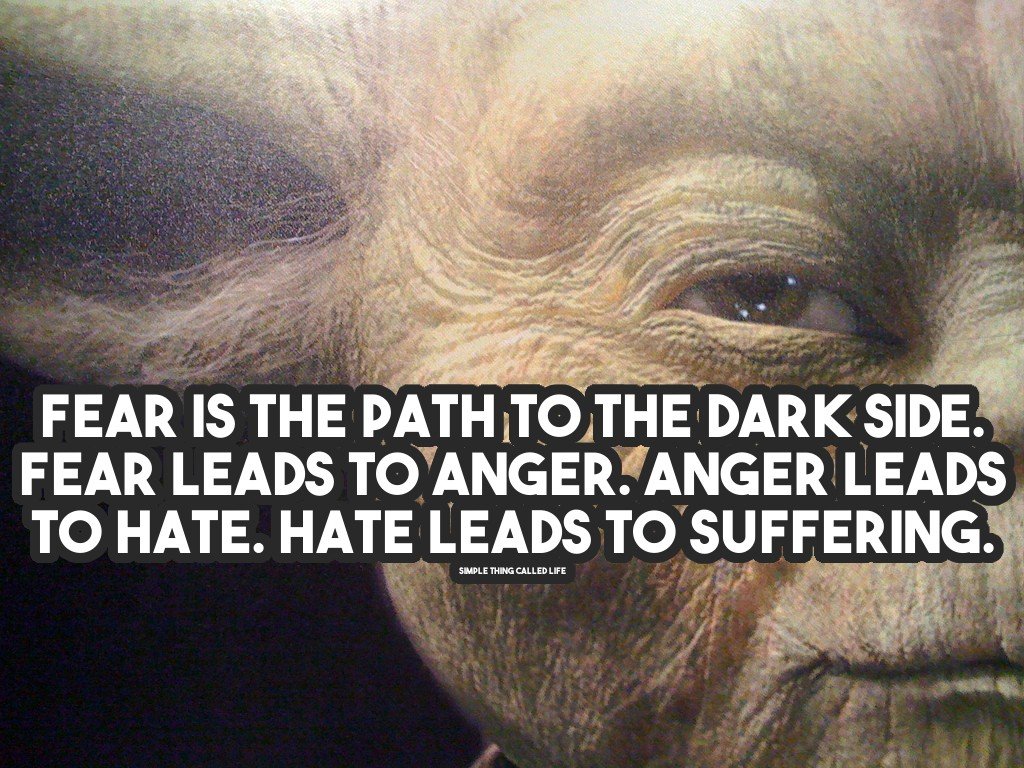 FEAR IS THE PATH TO THE DARK SIDE.
FEAR LEADS TO ANGER. ANGER LEADS
TO HATE. HATE LEADS TO SUFFERING.
SIMPLE THING CALLED LIFE